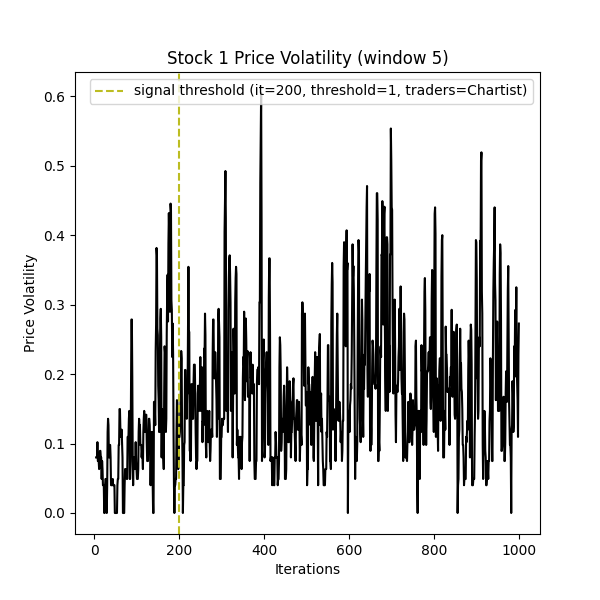 Stock 1 Price Volatility (window 5)
signal threshold (it=200, threshold=1, traders=Chartist)
Price Volatility
0.6
0.5
0.4
0.3
0.2
0.1
0.0
0 200 400 600 800 1000
Iterations